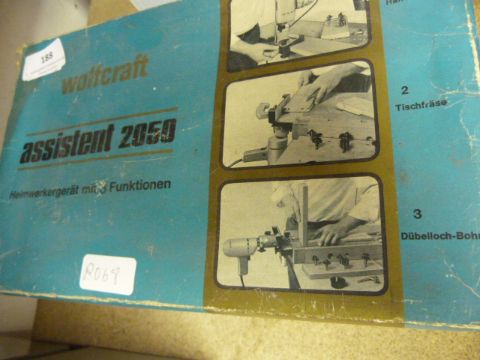 188
wolfcraft
assistent 2050
Heimwerkergerät mit 3 Funktionen
R069
2
Tischfräse
3
Dübelloch-Bohr